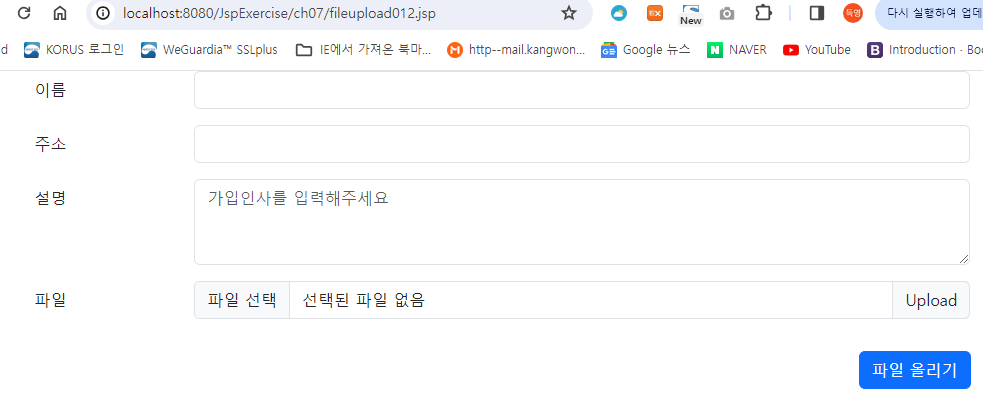 localhost:8080/JspExercise/ch07/fileupload012.jsp New 득영 다시 실행하여 업데
d KORUS 로그인 WeGuardia™ SSLplus IE에서 가져온 북마... http--mail.kangwon... Google 뉴스 NAVER YouTube Introduction · Boo
이름
주소
설명 가입인사를 입력해주세요
파일 파일 선택 선택된 파일 없음 Upload
파일 올리기